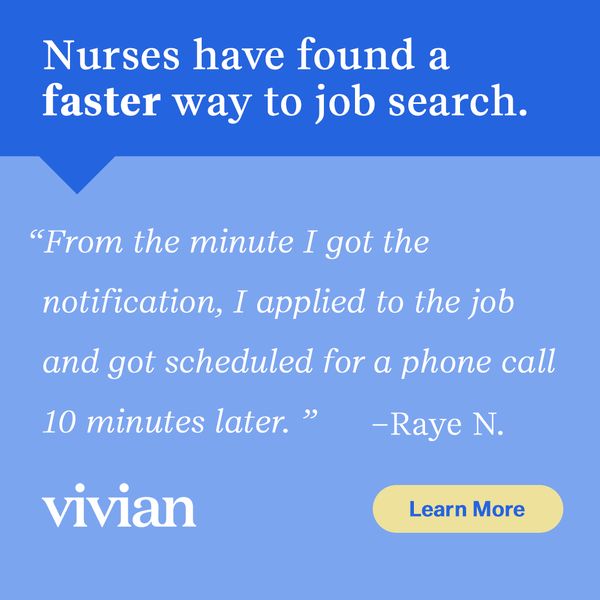 Nurses have found a
faster way to job search.
“From the minute I got the
notification, I applied to the job
and got scheduled for a phone call
10 minutes later. ” –Raye N.
vivian
Learn More